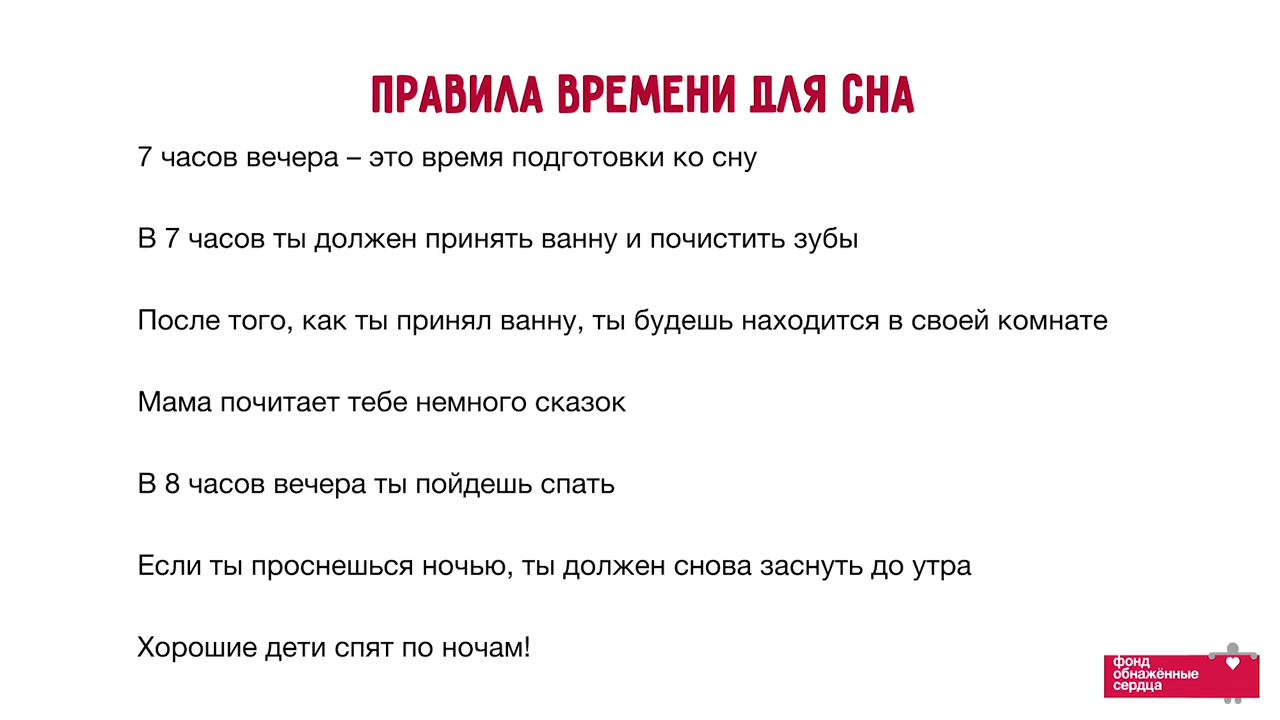 ПРАВИЛА ВРЕМЕНИ ДЛЯ СНА
7 часов вечера – это время подготовки ко сну
В 7 часов ты должен принять ванну и почистить зубы
После того, как ты принял ванну, ты будешь находится в своей комнате
Мама почитает тебе немного сказок
В 8 часов вечера ты пойдешь спать
Если ты проснешься ночью, ты должен снова заснуть до утра
Хорошие дети спят по ночам!
фонд
обнажённые
сердца